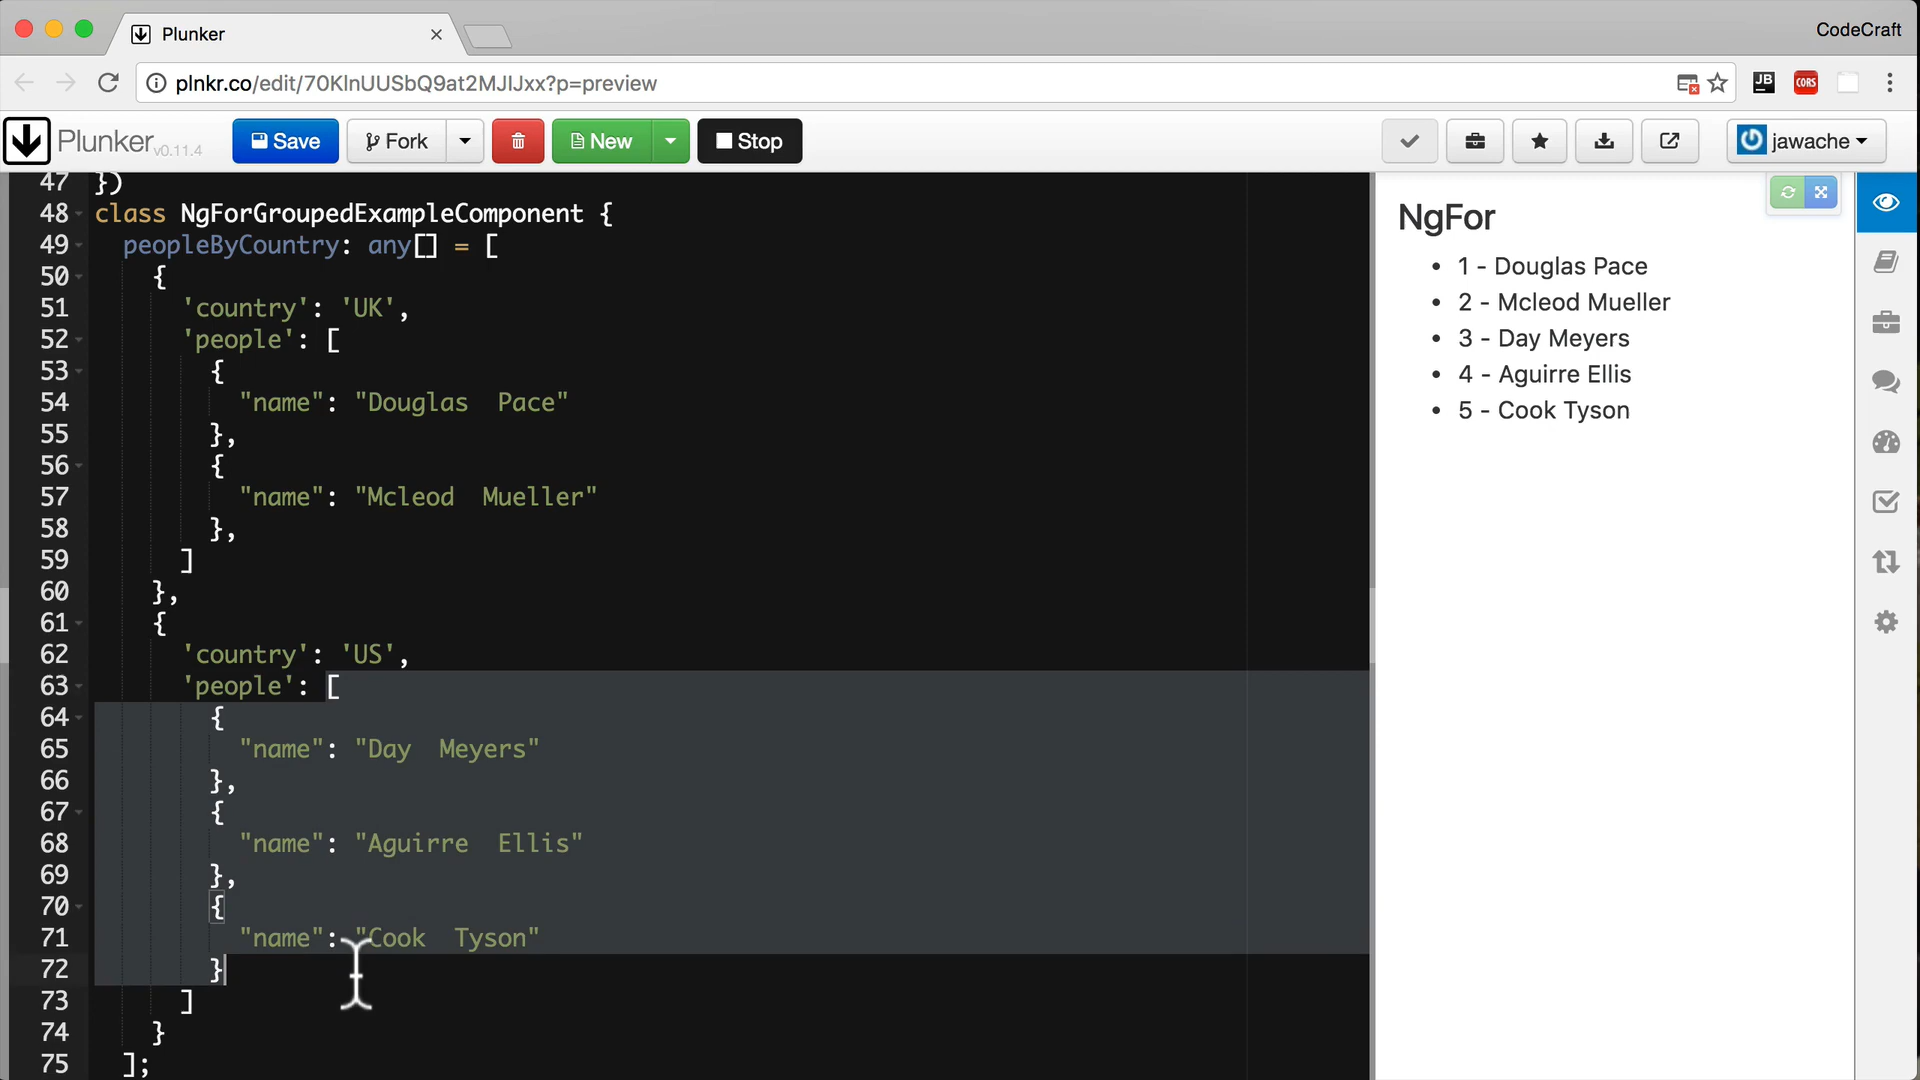 Plunker
CodeCraft
plnkr.co/edit/70KlnUUSbQ9at2MJIJxx?p=preview
JB
CORS
Plunker v0.11.4
Save
Fork
New
Stop
jawache
47 })
48 class NgForGroupedExampleComponent {
49 peopleByCountry: any[] = [
50 {
51 'country': 'UK',
52 'people': [
53 {
54 "name": "Douglas  Pace"
55 },
56 {
57 "name": "Mcleod  Mueller"
58 },
59 ]
60 },
61 {
62 'country': 'US',
63 'people': [
64 {
65 "name": "Day  Meyers"
66 },
67 {
68 "name": "Aguirre  Ellis"
69 },
70 {
71 "name": "Cook  Tyson"
72 }
73 ]
74 }
75 ];
NgFor
• 1 - Douglas Pace
• 2 - Mcleod Mueller
• 3 - Day Meyers
• 4 - Aguirre Ellis
• 5 - Cook Tyson